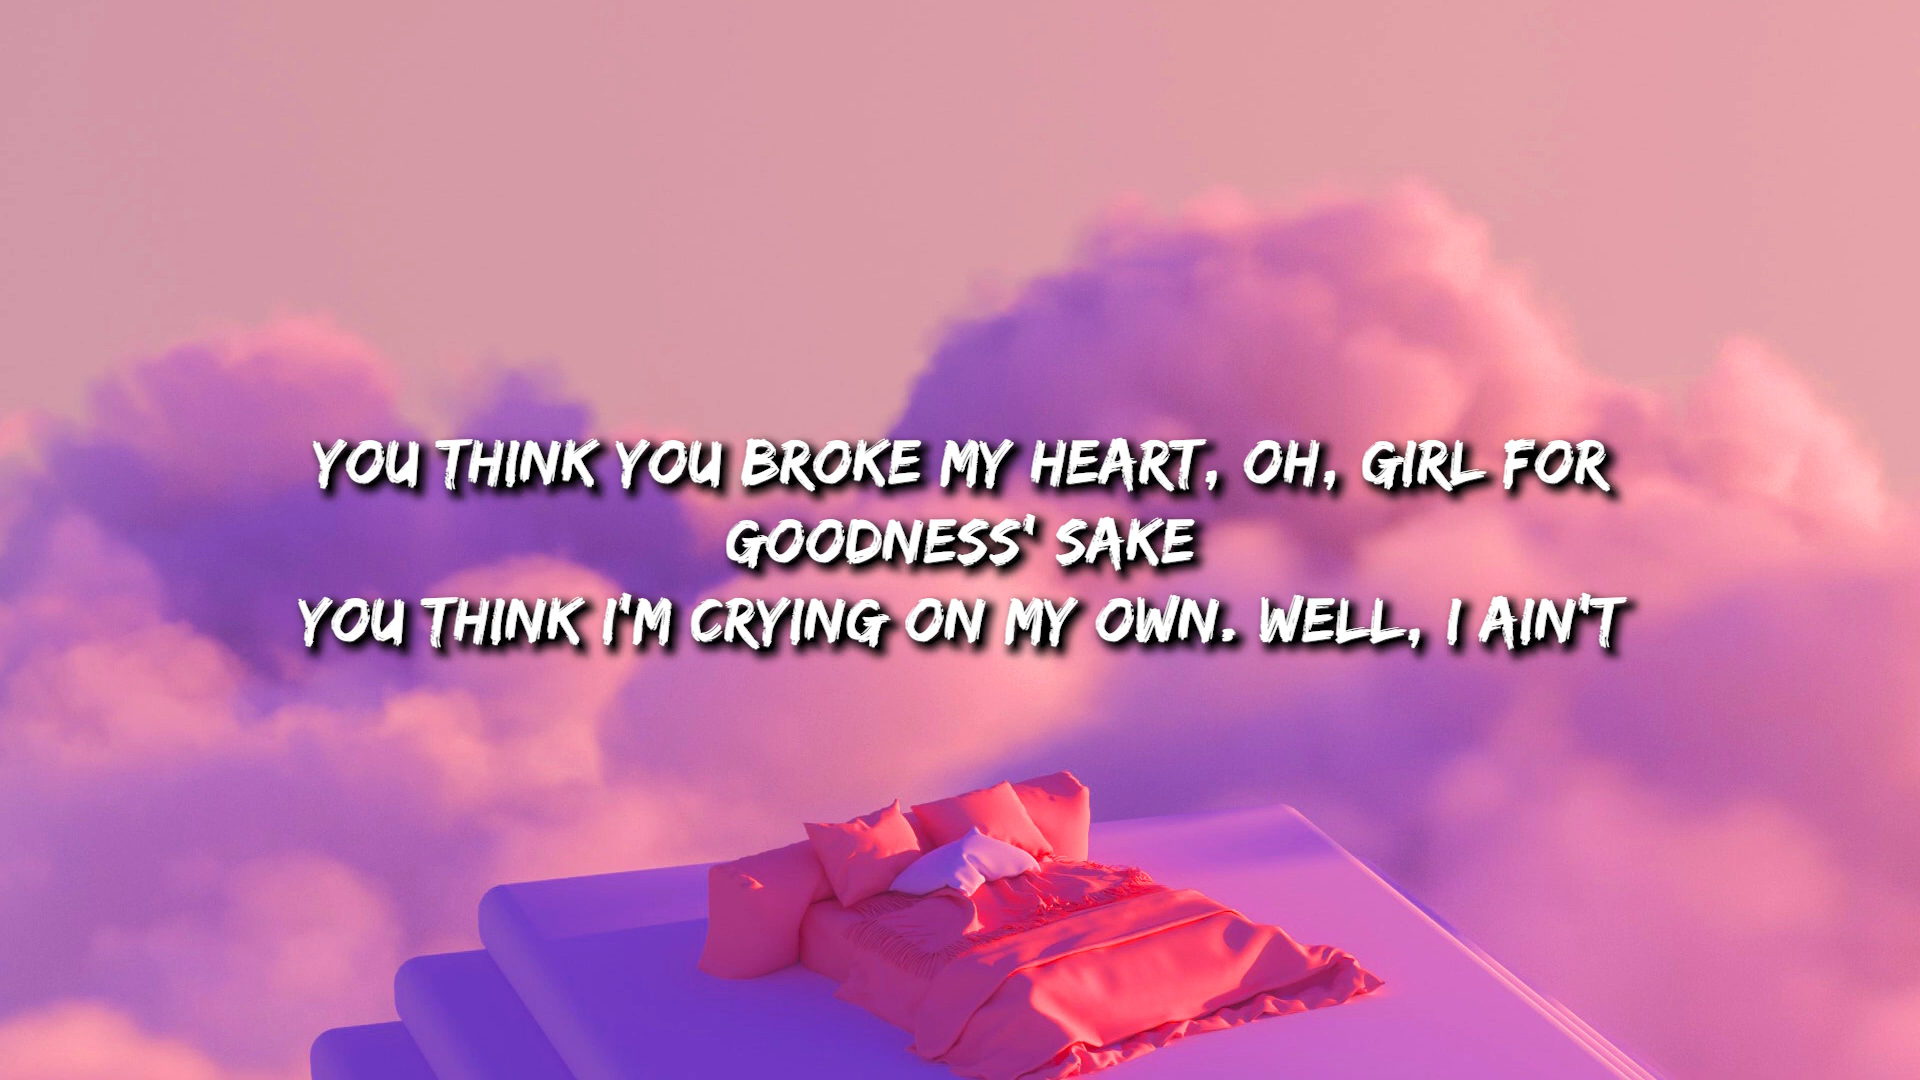 YOU THINK YOU BROKE MY HEART, OH, GIRL FOR
GOODNESS' SAKE
YOU THINK I'M CRYING ON MY OWN. WELL, I AIN'T